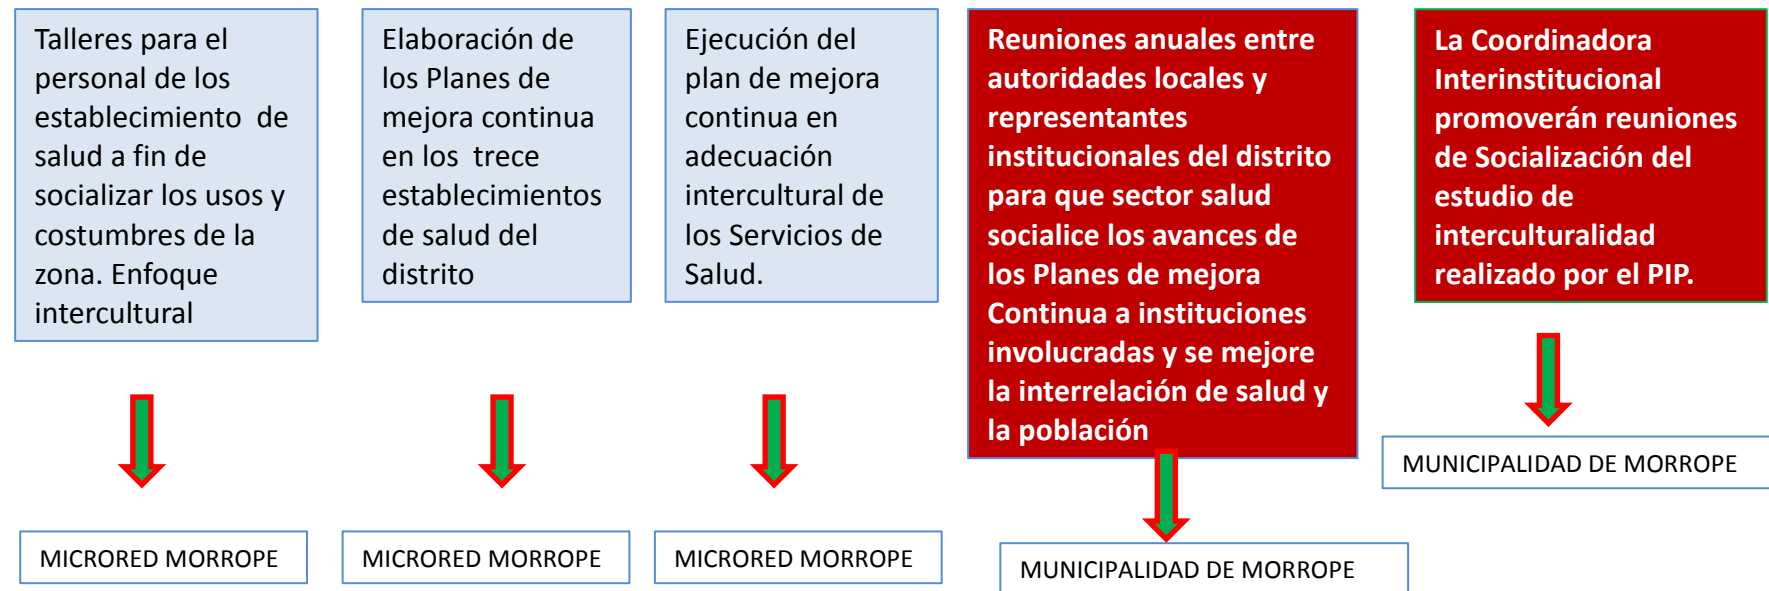 Talleres para el
personal de los
establecimiento de
salud a fin de
socializar los usos y
costumbres de la
zona. Enfoque
intercultural
Elaboración de
los Planes de
mejora continua
en los trece
establecimientos
de salud del
distrito
Ejecución del
plan de mejora
continua en
adecuación
intercultural de
los Servicios de
Salud.
Reuniones anuales entre
autoridades locales y
representantes
institucionales del distrito
para que sector salud
socialice los avances de
los Planes de mejora
Continua a instituciones
involucradas y se mejore
la interrelación de salud y
la población
La Coordinadora
Interinstitucional
promoverán reuniones
de Socialización del
estudio de
interculturalidad
realizado por el PIP.
MICRORED MORROPE
MICRORED MORROPE
MICRORED MORROPE
MUNICIPALIDAD DE MORROPE
MUNICIPALIDAD DE MORROPE